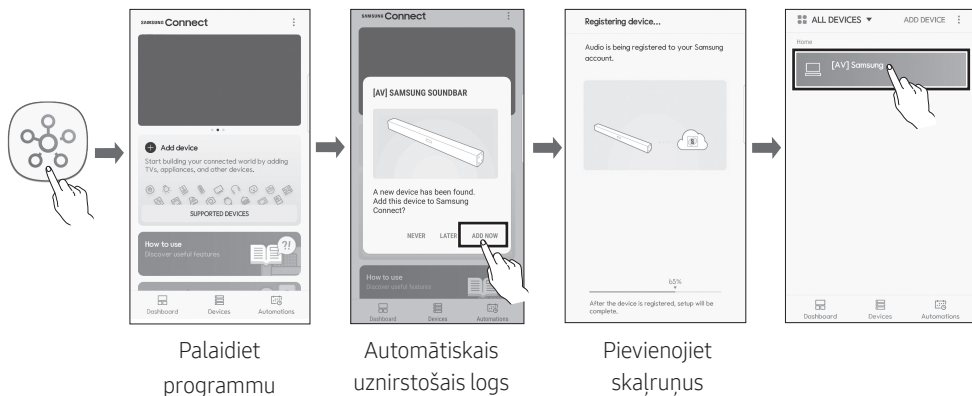 SAMSUNG Connect
Add device
Start building your connected world by adding
TVs, appliances, and other devices.
SUPPORTED DEVICES
How to use
Discover useful features
?!
Dashboard Devices Automations
Palaidiet
programmu
SAMSUNG Connect
[AV] SAMSUNG SOUNDBAR
A new device has been found.
Add this device to Samsung
Connect?
NEVER LATER ADD NOW
How to use
Discover useful features
Dashboard Devices Automations
Automātiskais
uznirstošais logs
Registering device...
Audio is being registered to your Samsung
account.
S
65%
After the device is registered, setup will be
complete.
Pievienojiet
skaļruņus
ALL DEVICES ▼ ADD DEVICE
Home
[AV] Samsung
Dashboard Devices Automations